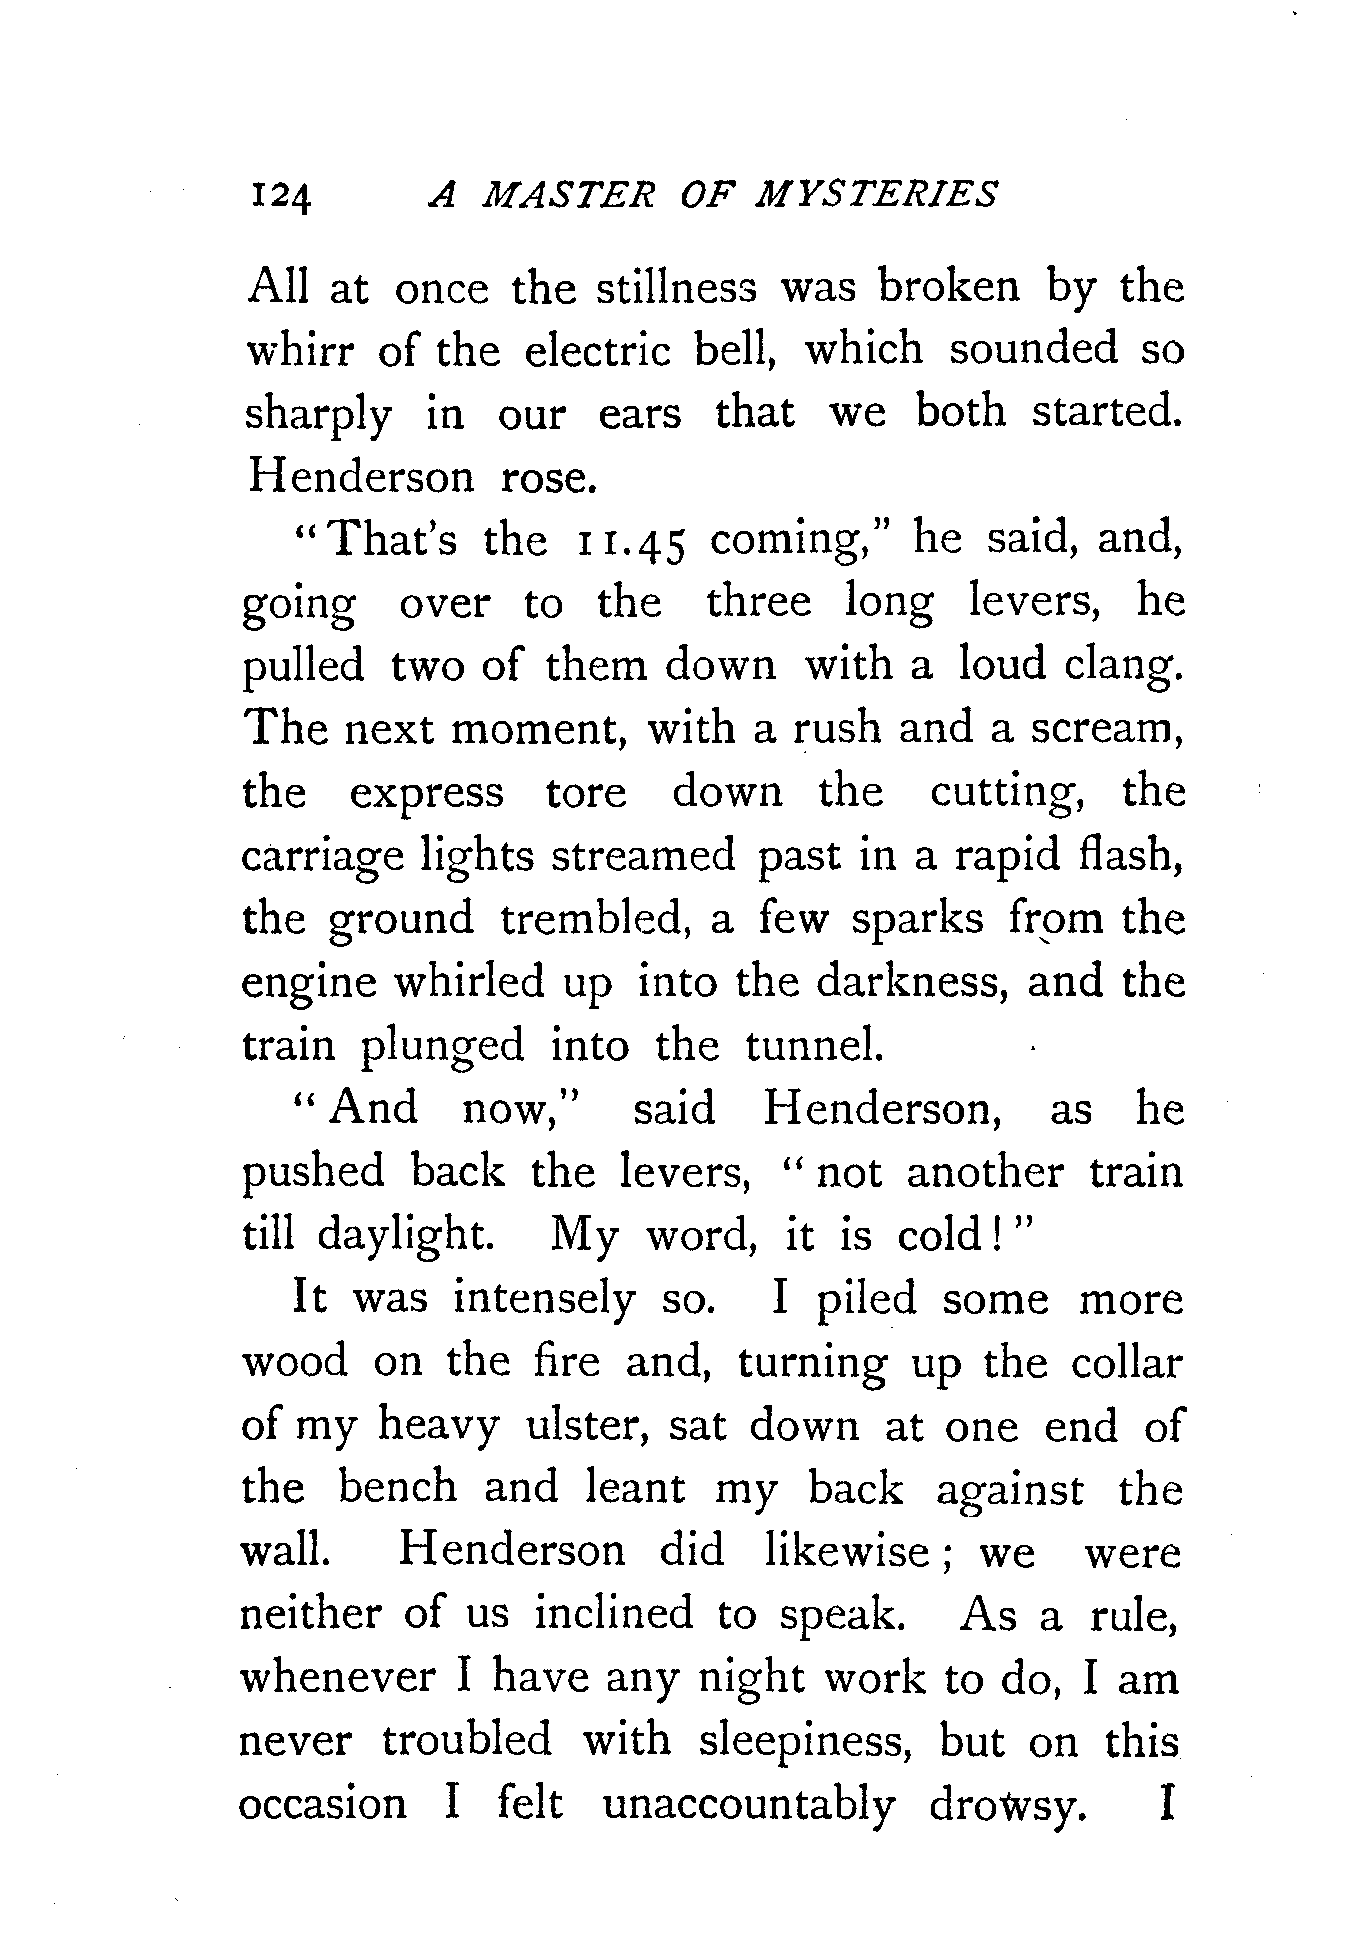 124 A MASTER OF MYSTERIES
All at once the stillness was broken by the
whirr of the electric bell, which sounded so
sharply in our ears that we both started.
Henderson rose.
“That’s the 11.45 coming,” he said, and,
going over to the three long levers, he
pulled two of them down with a loud clang.
The next moment, with a rush and a scream,
the express tore down the cutting, the
carriage lights streamed past in a rapid flash,
the ground trembled, a few sparks from the
engine whirled up into the darkness, and the
train plunged into the tunnel.
“And now,” said Henderson, as he
pushed back the levers, “not another train
till daylight. My word, it is cold!”
It was intensely so. I piled some more
wood on the fire and, turning up the collar
of my heavy ulster, sat down at one end of
the bench and leant my back against the
wall. Henderson did likewise; we were
neither of us inclined to speak. As a rule,
whenever I have any night work to do, I am
never troubled with sleepiness, but on this
occasion I felt unaccountably drowsy. I